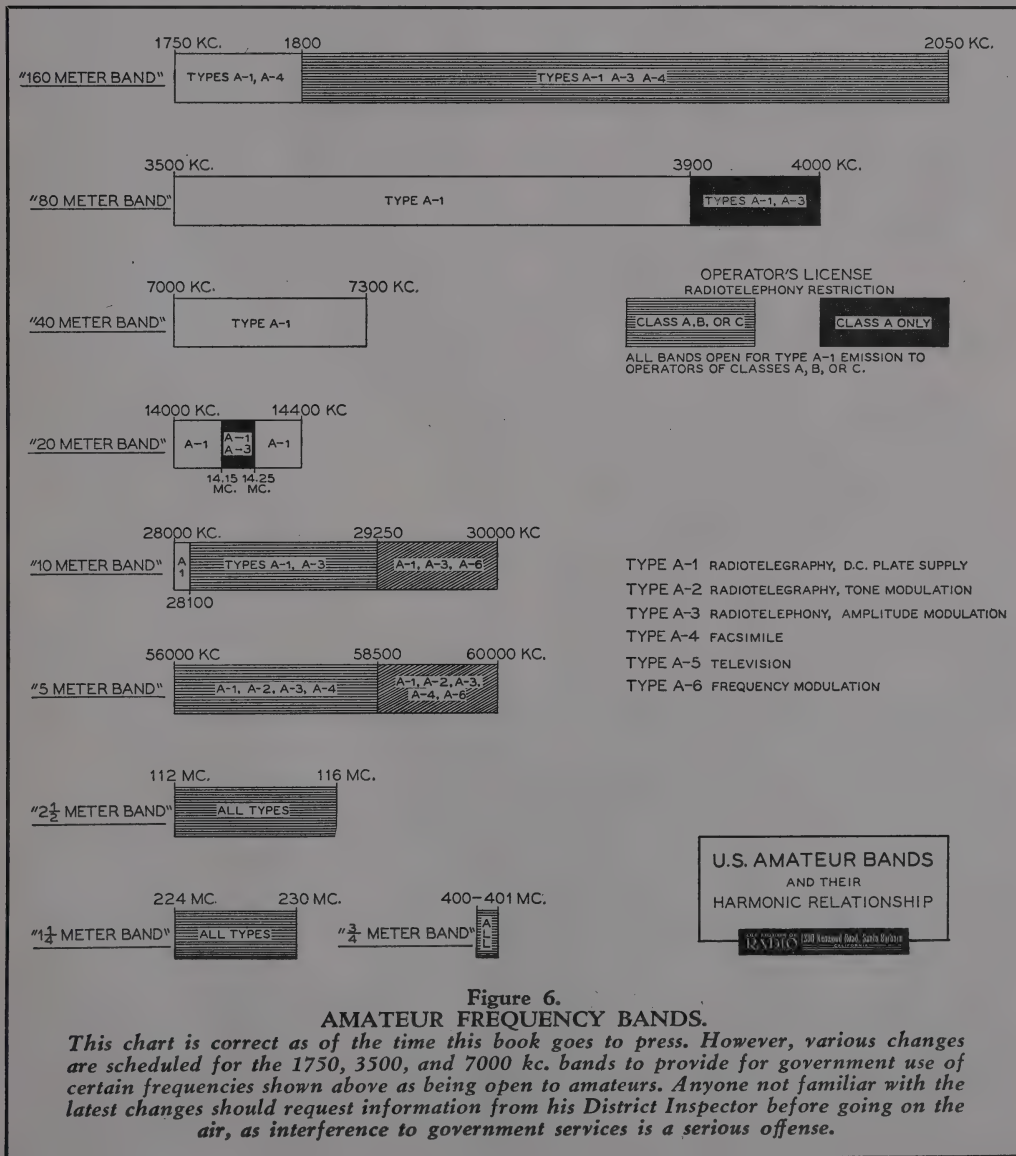 1750 KC. 1800 2050 KC.
"160 METER BAND" TYPES A-1, A-4 TYPES A-1 A-3 A-4
3500 KC. 3900 4000 KC.
"80 METER BAND" TYPE A-1 TYPES A-1, A-3
7000 KC. 7300 KC.
"40 METER BAND" TYPE A-1
OPERATOR'S LICENSE
RADIOTELEPHONY RESTRICTION
CLASS A, B, OR C CLASS A ONLY
ALL BANDS OPEN FOR TYPE A-1 EMISSION TO
OPERATORS OF CLASSES A, B, OR C.
14000 KC. 14400 KC
"20 METER BAND" A-1 A-1 A-1
A-3
14.15 14.25
MC. MC.
28000 KC. 29250 30000 KC
"10 METER BAND" A TYPES A-1, A-3 A-1, A-3, A-6
1
28100
TYPE A-1 RADIOTELEGRAPHY, D.C. PLATE SUPPLY
TYPE A-2 RADIOTELEGRAPHY, TONE MODULATION
TYPE A-3 RADIOTELEPHONY, AMPLITUDE MODULATION
TYPE A-4 FACSIMILE
TYPE A-5 TELEVISION
TYPE A-6 FREQUENCY MODULATION
56000 KC 58500 60000 KC.
"5 METER BAND" A-1, A-2, A-3, A-4 A-1, A-2, A-3,
A-4, A-6
112 MC. 116 MC.
"2½ METER BAND" ALL TYPES
224 MC. 230 MC. 400-401 MC.
"1¼ METER BAND" ALL TYPES "¾ METER BAND" ALL
U.S. AMATEUR BANDS
AND THEIR
HARMONIC RELATIONSHIP
RADIO Santa Barbara
CALIFORNIA
Figure 6.
AMATEUR FREQUENCY BANDS.
This chart is correct as of the time this book goes to press. However, various changes
are scheduled for the 1750, 3500, and 7000 kc. bands to provide for government use of
certain frequencies shown above as being open to amateurs. Anyone not familiar with the
latest changes should request information from his District Inspector before going on the
air, as interference to government services is a serious offense.